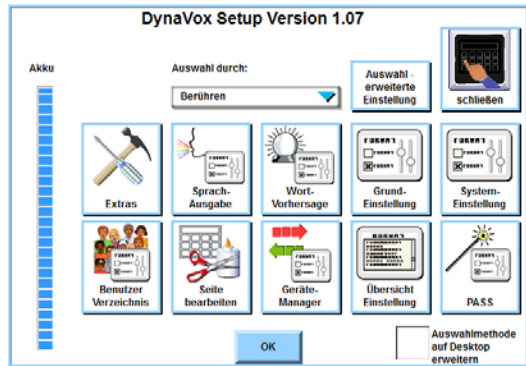 DynaVox Setup Version 1.07
Akku
Auswahl durch:
Berühren
Auswahl -
erweiterte
Einstellung
schließen
Extras
Sprach-
Ausgabe
Wort-
Vorhersage
Grund-
Einstellung
System-
Einstellung
Benutzer
Verzeichnis
Seite
bearbeiten
Geräte-
Manager
Übersicht
Einstellung
PASS
OK
Auswahlmethode
auf Desktop
erweitern